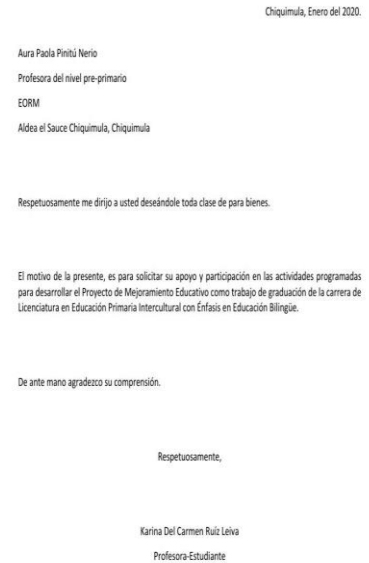 Chiquimula, Enero del 2020.
Aura Paola Pinitú Nerio
Profesora del nivel pre-primario
EORM
Aldea el Sauce Chiquimula, Chiquimula
Respetuosamente me dirijo a usted deseándole toda clase de para bienes.
El motivo de la presente, es para solicitar su apoyo y participación en las actividades programadas
para desarrollar el Proyecto de Mejoramiento Educativo como trabajo de graduación de la carrera de
Licenciatura en Educación Primaria Intercultural con Énfasis en Educación Bilingüe.
De ante mano agradezco su comprensión.
Respetuosamente,
Karina Del Carmen Ruiz Leiva
Profesora-Estudiante